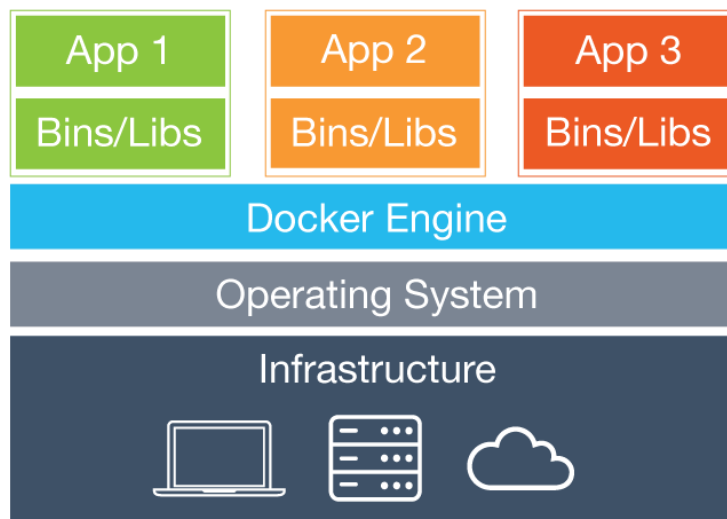 App 1
App 2
App 3
Bins/Libs
Bins/Libs
Bins/Libs
Docker Engine
Operating System
Infrastructure